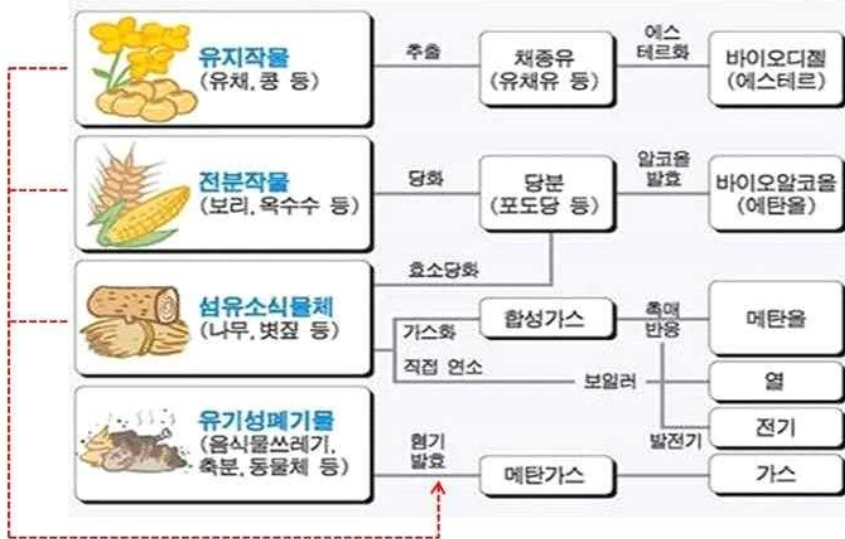 유지작물
(유채, 콩 등)
추출
채종유
(유채유 등)
에스
테르화
바이오디젤
(에스테르)
전분작물
(보리, 옥수수 등)
당화
당분
(포도당 등)
알코올
발효
바이오알코올
(에탄올)
효소당화
섬유소식물체
(나무, 볏짚 등)
가스화
합성가스
촉매
반응
메탄올
직접 연소
보일러
열
발전기
전기
유기성폐기물
(음식물쓰레기,
축분, 동물체 등)
혐기
발효
메탄가스
가스